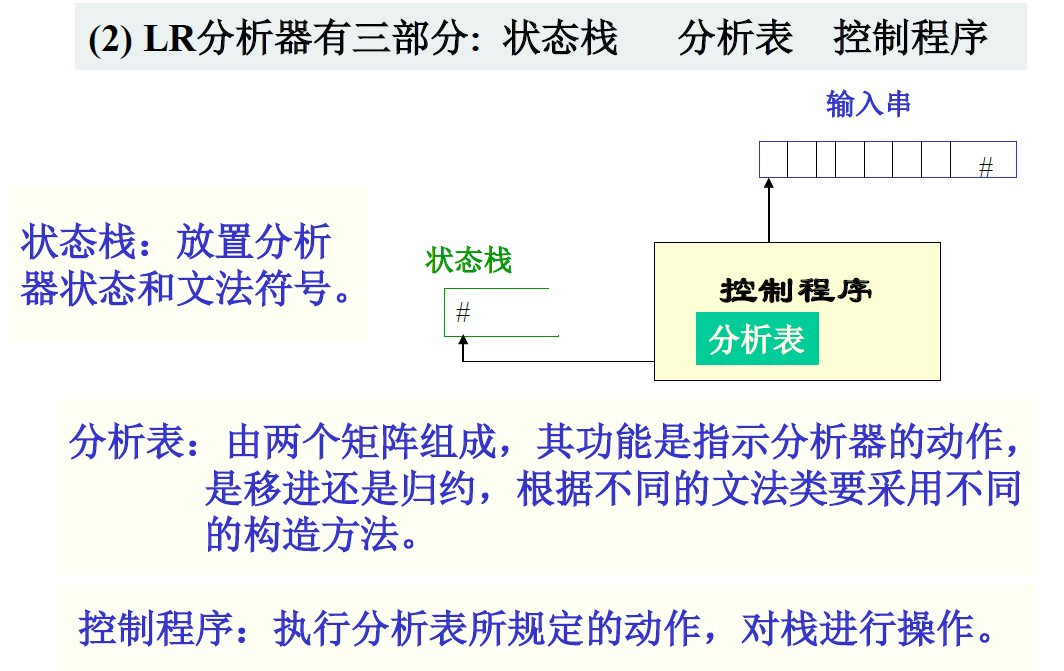 (2) LR分析器有三部分: 状态栈 分析表 控制程序
输入串
#
状态栈：放置分析
器状态和文法符号。
状态栈
#
控制程序
分析表
分析表：由两个矩阵组成，其功能是指示分析器的动作，
是移进还是归约，根据不同的文法类要采用不同
的构造方法。
控制程序：执行分析表所规定的动作，对栈进行操作。